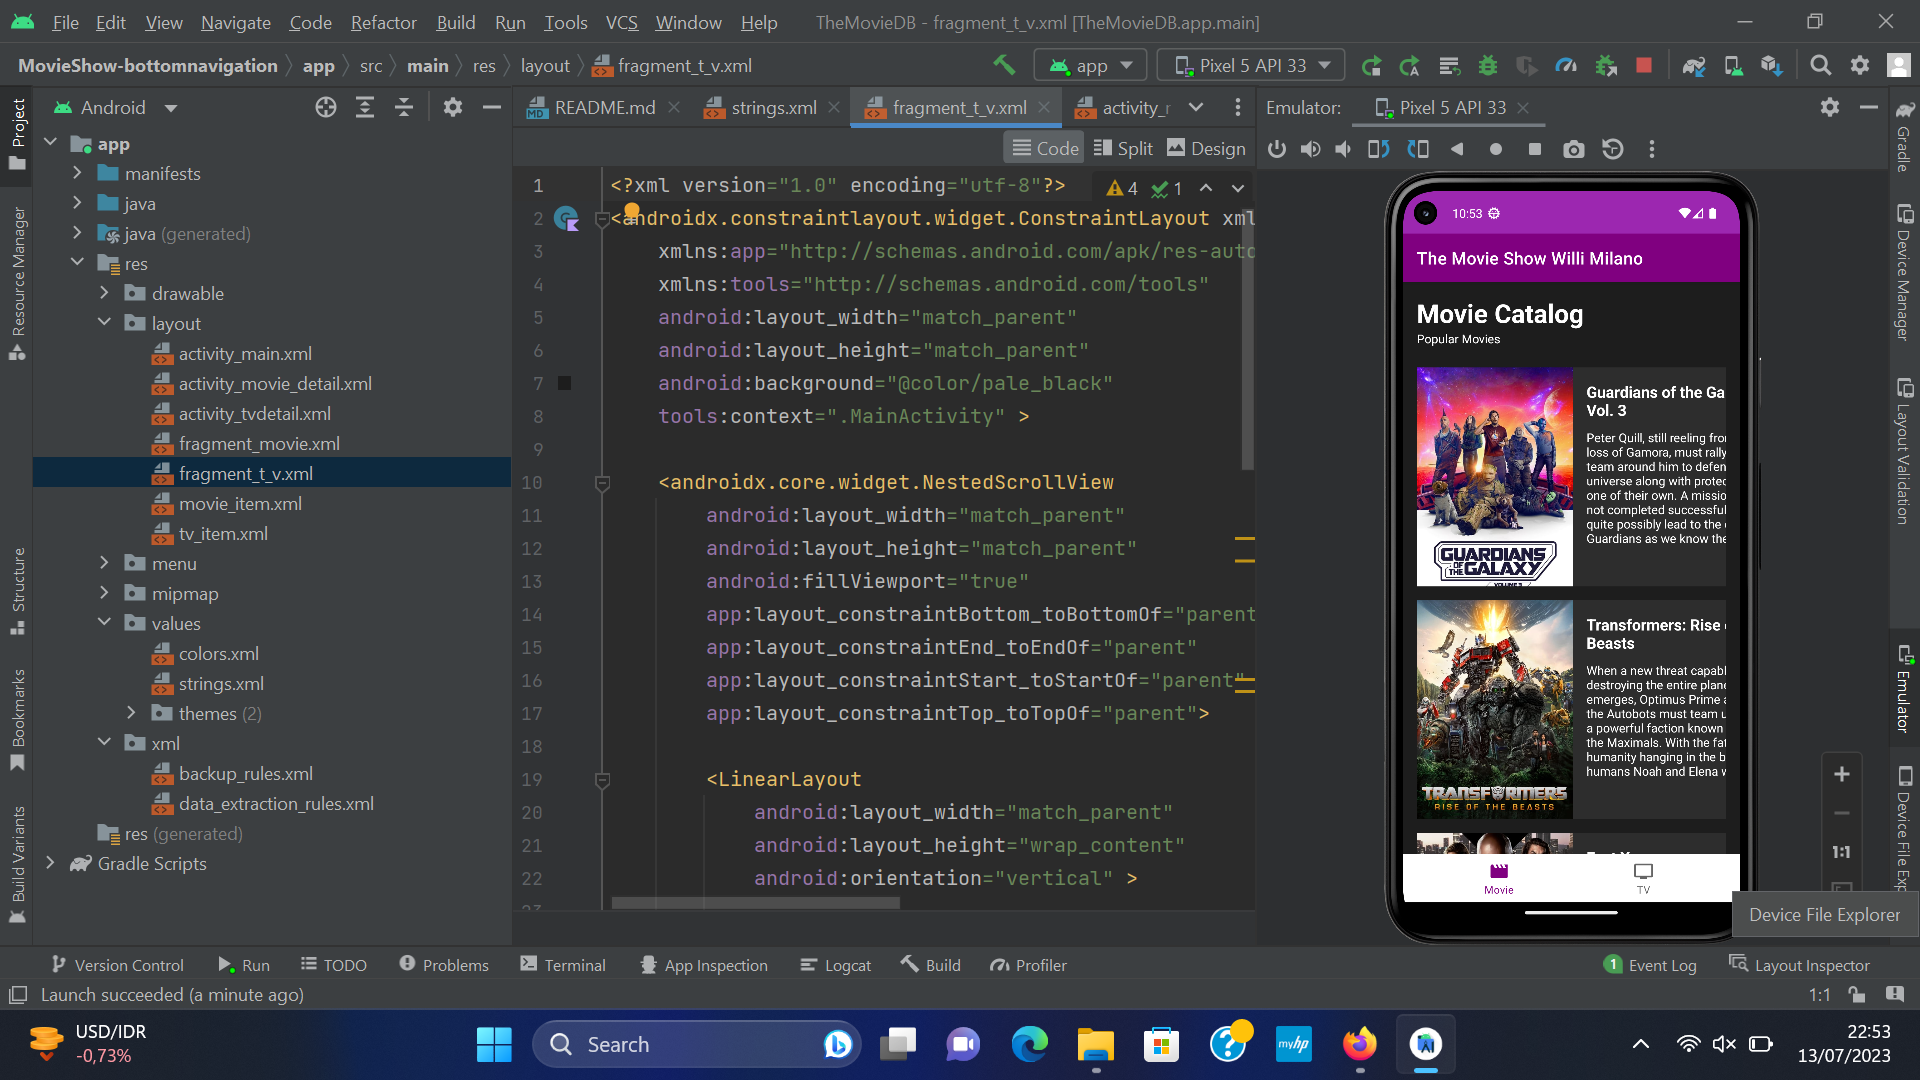 File Edit View Navigate Code Refactor Build Run Tools VCS Window Help TheMovieDB - fragment_t_v.xml [TheMovieDB.app.main]
MovieShow-bottomnavigation app src main res layout fragment_t_v.xml
app Pixel 5 API 33
Android
README.md strings.xml fragment_t_v.xml activity_r
Emulator: Pixel 5 API 33
Code Split Design
Project
Resource Manager
Structure
Bookmarks
Build Variants
app
manifests
java
java (generated)
res
drawable
layout
activity_main.xml
activity_movie_detail.xml
activity_tvdetail.xml
fragment_movie.xml
fragment_t_v.xml
movie_item.xml
tv_item.xml
menu
mipmap
values
colors.xml
strings.xml
themes (2)
xml
backup_rules.xml
data_extraction_rules.xml
res (generated)
Gradle Scripts
4 1
1 <?xml version="1.0" encoding="utf-8"?>
2 <androidx.constraintlayout.widget.ConstraintLayout xml
3 xmlns:app="http://schemas.android.com/apk/res-auto
4 xmlns:tools="http://schemas.android.com/tools"
5 android:layout_width="match_parent"
6 android:layout_height="match_parent"
7 android:background="@color/pale_black"
8 tools:context=".MainActivity" >
9
10 <androidx.core.widget.NestedScrollView
11 android:layout_width="match_parent"
12 android:layout_height="match_parent"
13 android:fillViewport="true"
14 app:layout_constraintBottom_toBottomOf="parent
15 app:layout_constraintEnd_toEndOf="parent"
16 app:layout_constraintStart_toStartOf="parent"
17 app:layout_constraintTop_toTopOf="parent">
18
19 <LinearLayout
20 android:layout_width="match_parent"
21 android:layout_height="wrap_content"
22 android:orientation="vertical" >
10:53
The Movie Show Willi Milano
Movie Catalog
Popular Movies
GUARDIANS
OF THE GALAXY
VOLUME 3
Guardians of the Ga
Vol. 3
Peter Quill, still reeling fro
loss of Gamora, must rally
team around him to defen
universe along with protec
one of their own. A missio
not completed successful
quite possibly lead to the
Guardians as we know the
TRANSFORMERS
RISE OF THE BEASTS
Transformers: Rise
Beasts
When a new threat capabl
destroying the entire plane
emerges, Optimus Prime a
the Autobots must team u
a powerful faction known
the Maximals. With the fat
humanity hanging in the b
humans Noah and Elena w
Movie TV
1:1
Gradle
Device Manager
Layout Validation
Emulator
Device File Exp
Device File Explorer
Version Control Run TODO Problems Terminal App Inspection Logcat Build Profiler
1 Event Log Layout Inspector
Launch succeeded (a minute ago)
1:1
USD/IDR
-0,73%
Search
myhp
22:53
13/07/2023